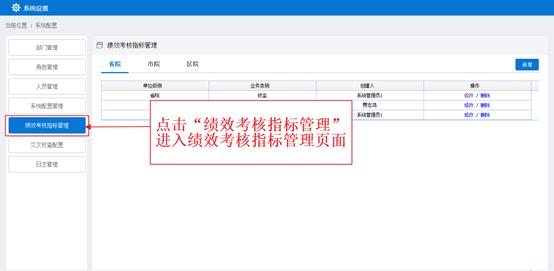 系统设置
当前位置 : 系统配置
部门管理
角色管理
人员管理
系统配置管理
绩效考核指标管理
交叉核查配置
日志管理
绩效考核指标管理
省院 市院 区院
新增
单位级别 业务类别 创建人 操作
省院 侦监 系统管理员1 修改 / 删除
贾志鸿 修改 / 删除
系统管理员1 修改 / 删除
点击“绩效考核指标管理”
进入绩效考核指标管理页面